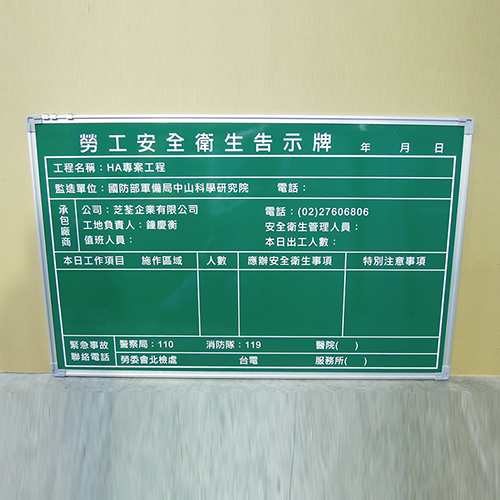 勞工安全衛生告示牌 年 月 日
工程名稱：HA專案工程
監造單位：國防部軍備局中山科學研究院 電話：
承包廠商
公司：芝荃企業有限公司 電話：(02)27606806
工地負責人：鐘慶衡 安全衛生管理人員：
值班人員： 本日出工人數：
本日工作項目 施作區域 人數 應辦安全衛生事項 特別注意事項
緊急事故 警察局：110 消防隊：119 醫院( )
聯絡電話 勞委會北檢處 台電 服務所( )